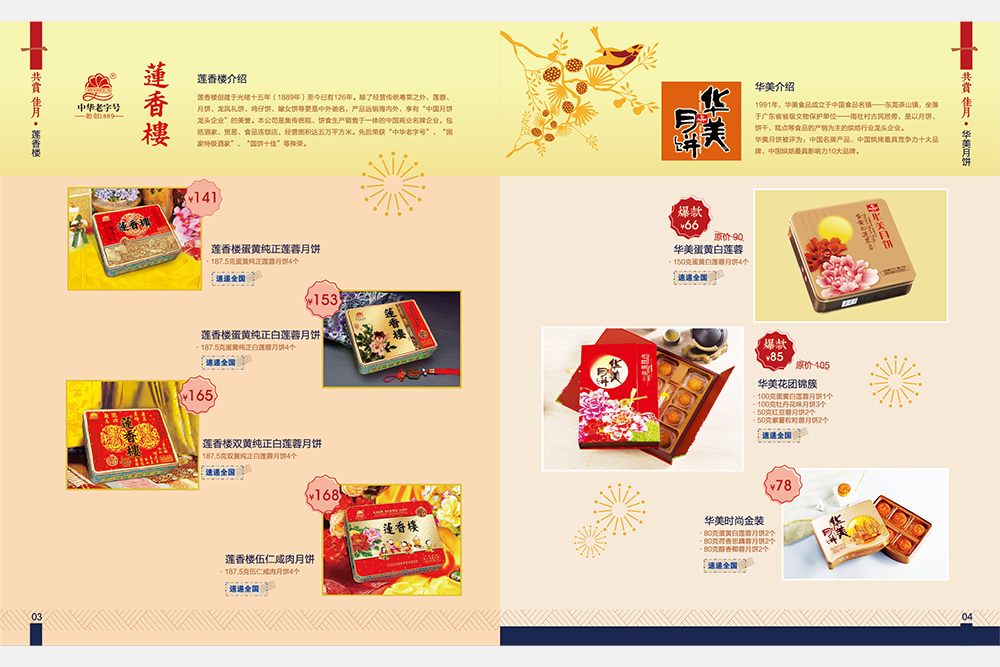 共赏 佳月·莲香楼
中华老字号
始创1889
蓮香樓
莲香楼介绍
莲香楼创建于光绪十五年（1889年）至今已有126年。除了经营传统粤菜之外，莲蓉、
月饼、龙凤礼饼、鸡仔饼、嫁女饼等更是中外驰名，产品远销海内外，享有“中国月饼
龙头企业”的美誉。本公司是集传统糕、饼食生产销售于一体的中国商业名牌企业，包
括酒家、贸易、食品连锁店，经营面积达五万平方米。先后荣获“中华老字号”、“国
家特级酒家”、“国饼十佳”等殊荣。
¥141
莲香楼蛋黄纯正莲蓉月饼
· 187.5克蛋黄纯正莲蓉月饼4个
速递全国
¥153
莲香楼蛋黄纯正白莲蓉月饼
· 187.5克蛋黄纯正白莲蓉月饼4个
速递全国
¥165
莲香楼双黄纯正白莲蓉月饼
187.5克双黄纯正白莲蓉月饼4个
速递全国
¥168
莲香楼伍仁咸肉月饼
· 187.5克伍仁咸肉月饼4个
速递全国
03
华美月饼
华美介绍
1991年，华美食品成立于中国食品名镇——东莞茶山镇，坐落
于广东省省级文物保护单位——南社村古民居旁，是以月饼、
饼干、糕点等食品的产销为主的烘焙行业龙头企业。
华美月饼被评为：中国名牌产品、中国烘烤最具竞争力十大品
牌、中国烘焙最具影响力10大品牌。
共赏 佳月·华美月饼
爆款
¥66
原价 90
华美蛋黄白莲蓉
· 150克蛋黄白莲蓉月饼4个
速递全国
爆款
¥85
原价 105
华美花团锦簇
· 100克蛋黄白莲蓉月饼1个
· 100克牡丹花味月饼3个
· 50克红豆蓉月饼2个
· 50克紫薯粒粒蓉月饼2个
速递全国
¥78
华美时尚金装
· 80克蛋黄白莲蓉月饼2个
· 80克荷香思藕蓉月饼2个
· 80克醇香椰蓉月饼2个
速递全国
04